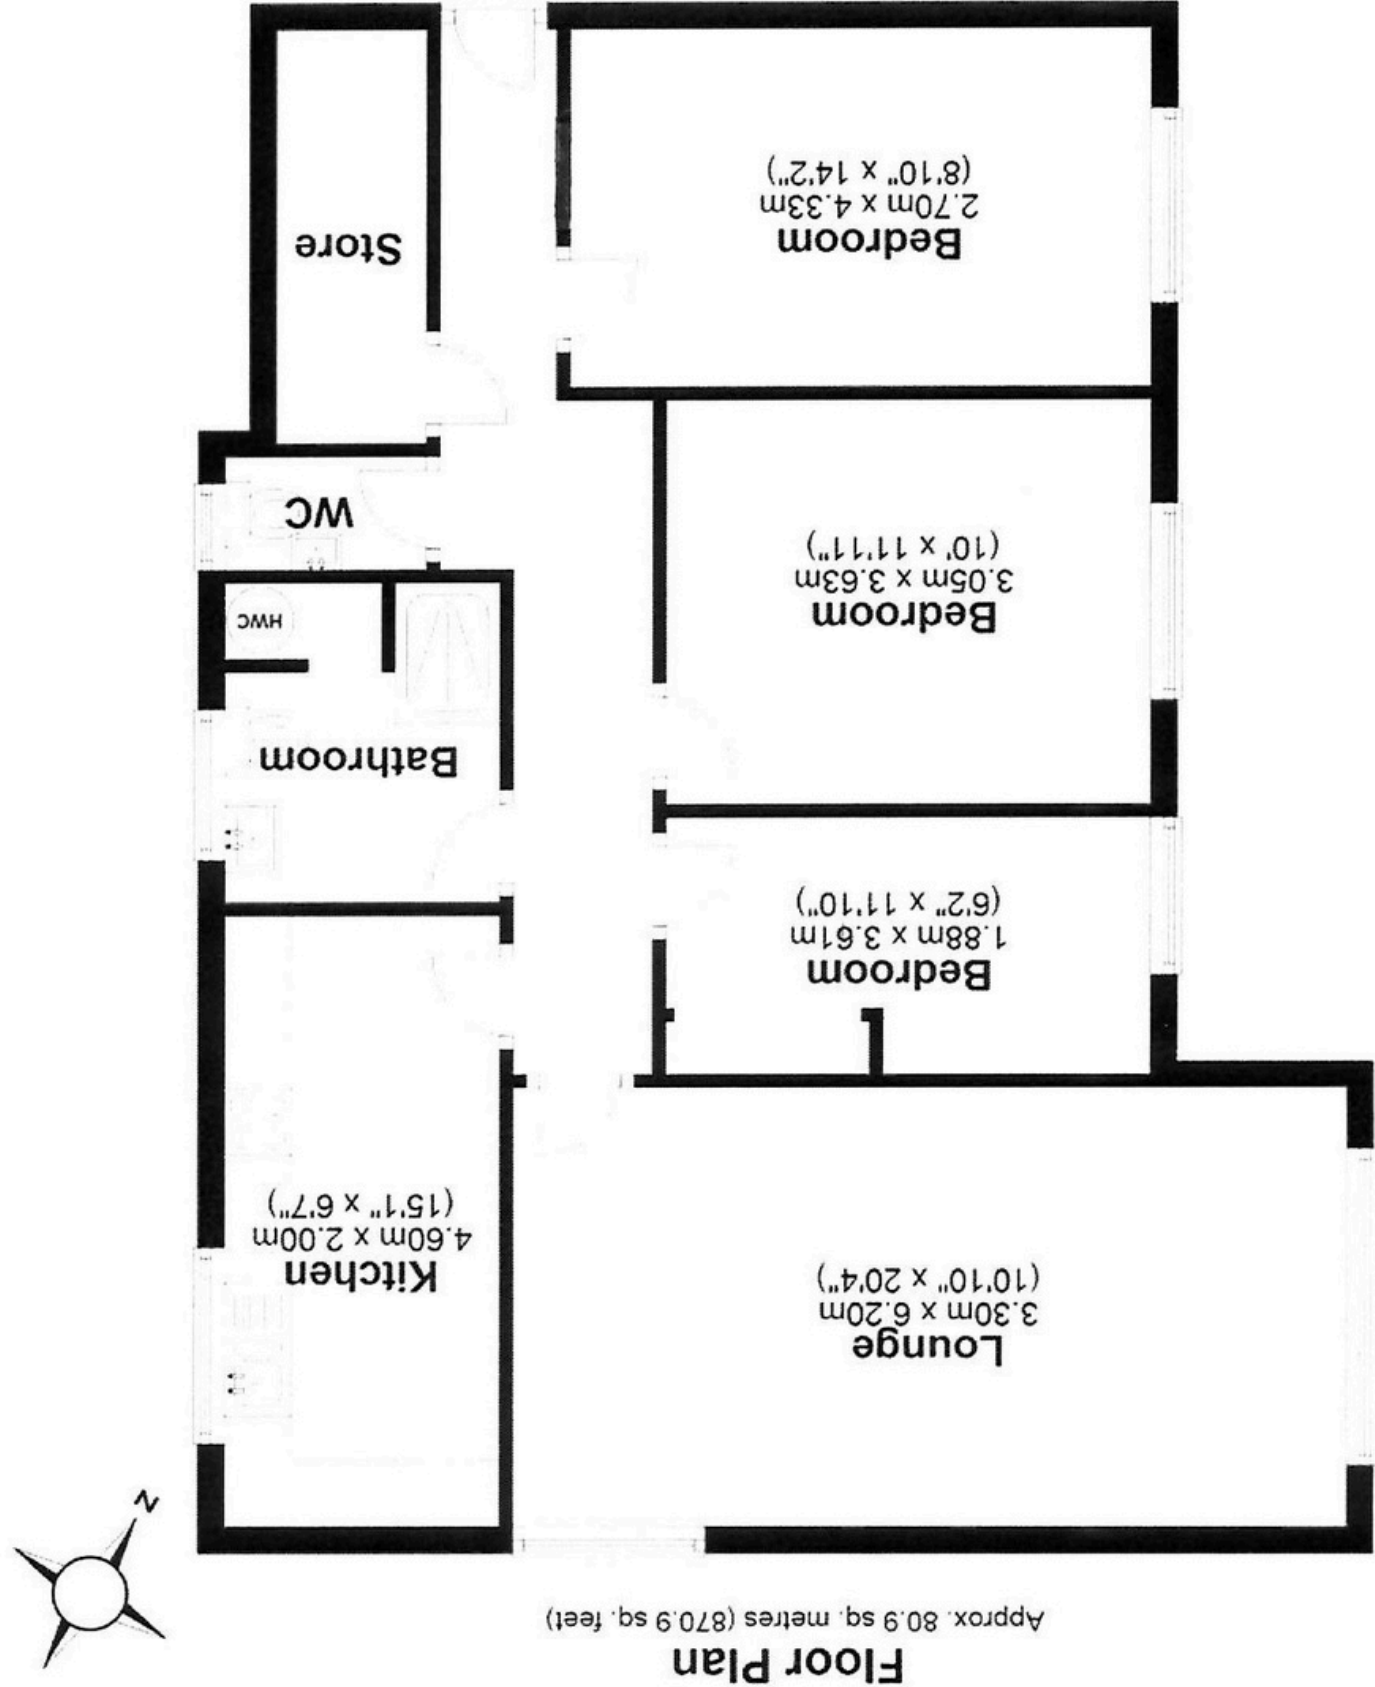 Floor Plan
Approx. 80.9 sq. metres (870.9 sq. feet)
N
Lounge
3.30m x 6.20m
(10'10" x 20'4")
Kitchen
4.60m x 2.00m
(15'1" x 6'7")
Bedroom
1.88m x 3.61m
(6'2" x 11'10")
Bathroom
HWC
Bedroom
3.05m x 3.63m
(10' x 11'11")
WC
Store
Bedroom
2.70m x 4.33m
(8'10" x 14'2")